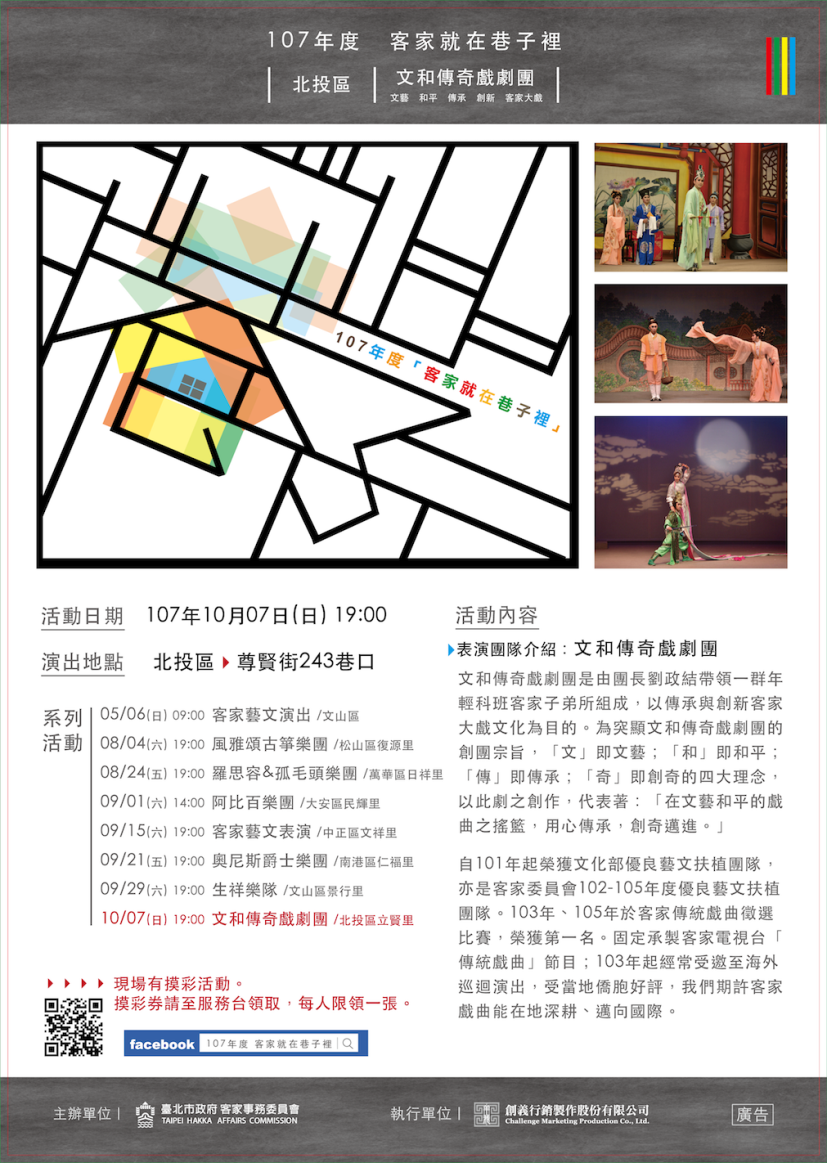 107年度 客家就在巷子裡
北投區
文和傳奇戲劇團
文藝 和平 傳承 創新 客家大戲
107年度「客家就在巷子裡」
活動日期 107年10月07日(日) 19:00
演出地點 北投區 尊賢街243巷口
系列活動
05/06(日) 09:00 客家藝文演出 /文山區
08/04(六) 19:00 風雅頌古箏樂團 /松山區復源里
08/24(五) 19:00 羅思容&孤毛頭樂團 /萬華區日祥里
09/01(六) 14:00 阿比百樂團 /大安區民輝里
09/15(六) 19:00 客家藝文表演 /中正區文祥里
09/21(五) 19:00 奧尼斯爵士樂團 /南港區仁福里
09/29(六) 19:00 生祥樂隊 /文山區景行里
10/07(日) 19:00 文和傳奇戲劇團 /北投區立賢里
現場有摸彩活動。
摸彩券請至服務台領取，每人限領一張。
facebook 107年度 客家就在巷子裡
活動內容
表演團隊介紹：文和傳奇戲劇團
文和傳奇戲劇團是由團長劉政結帶領一群年
輕科班客家子弟所組成，以傳承與創新客家
大戲文化為目的。為突顯文和傳奇戲劇團的
創團宗旨，「文」即文藝；「和」即和平；
「傳」即傳承；「奇」即創奇的四大理念，
以此劇之創作，代表著：「在文藝和平的戲
曲之搖籃，用心傳承，創奇邁進。」
自101年起榮獲文化部優良藝文扶植團隊，
亦是客家委員會102-105年度優良藝文扶植
團隊。103年、105年於客家傳統戲曲徵選
比賽，榮獲第一名。固定承製客家電視台「
傳統戲曲」節目；103年起經常受邀至海外
巡迴演出，受當地僑胞好評，我們期許客家
戲曲能在地深耕、邁向國際。
主辦單位｜
臺北市政府 客家事務委員會
TAIPEI HAKKA AFFAIRS COMMISSION
執行單位｜
創義行銷製作股份有限公司
Challenge Marketing Production Co., Ltd.
廣告